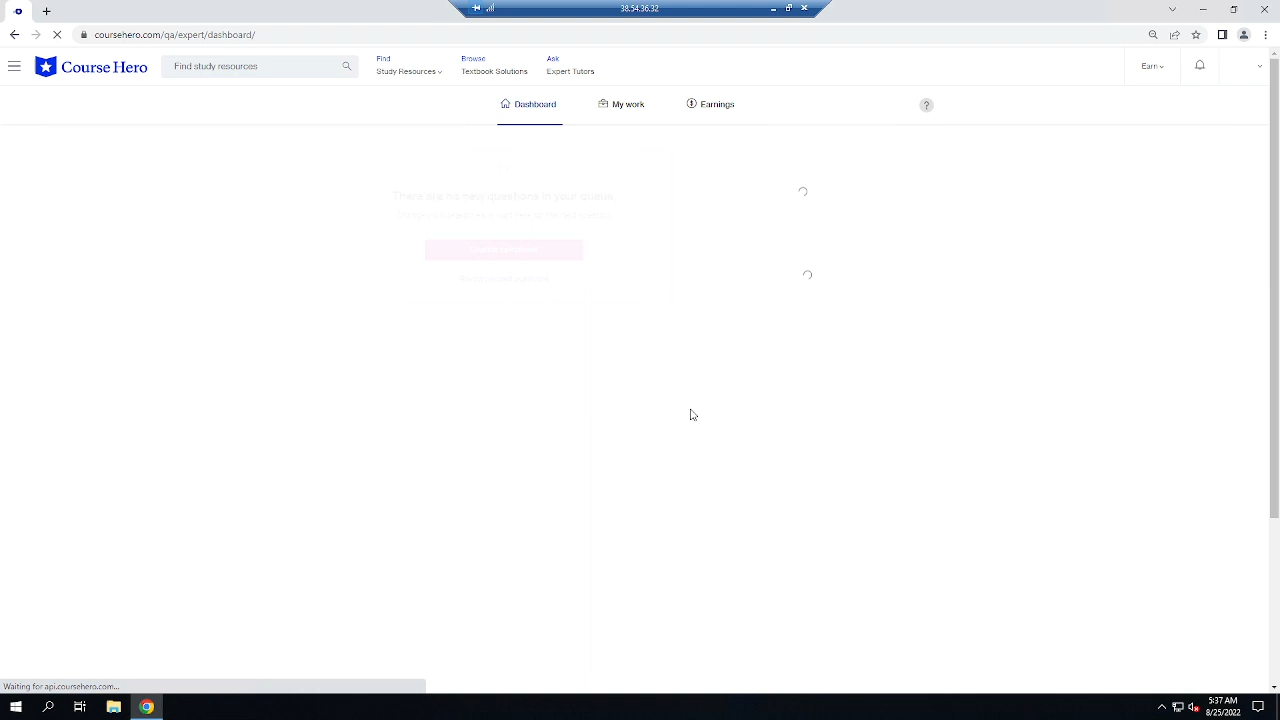 38.54.36.32
coursehero.com/qa/expert/dashboard/
Course Hero
Find study resources
Find
Study Resources
Browse
Textbook Solutions
Ask
Expert Tutors
Earn
Dashboard
My work
Earnings
?
There are no new questions in your queue
Waiting for api.coursehero.com...
5:37 AM
8/25/2022